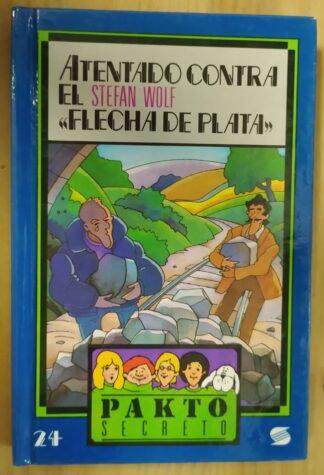 ATENTADO CONTRA
EL STEFAN WOLF
«FLECHA DE PLATA»
PAKTO
SECRETO
24